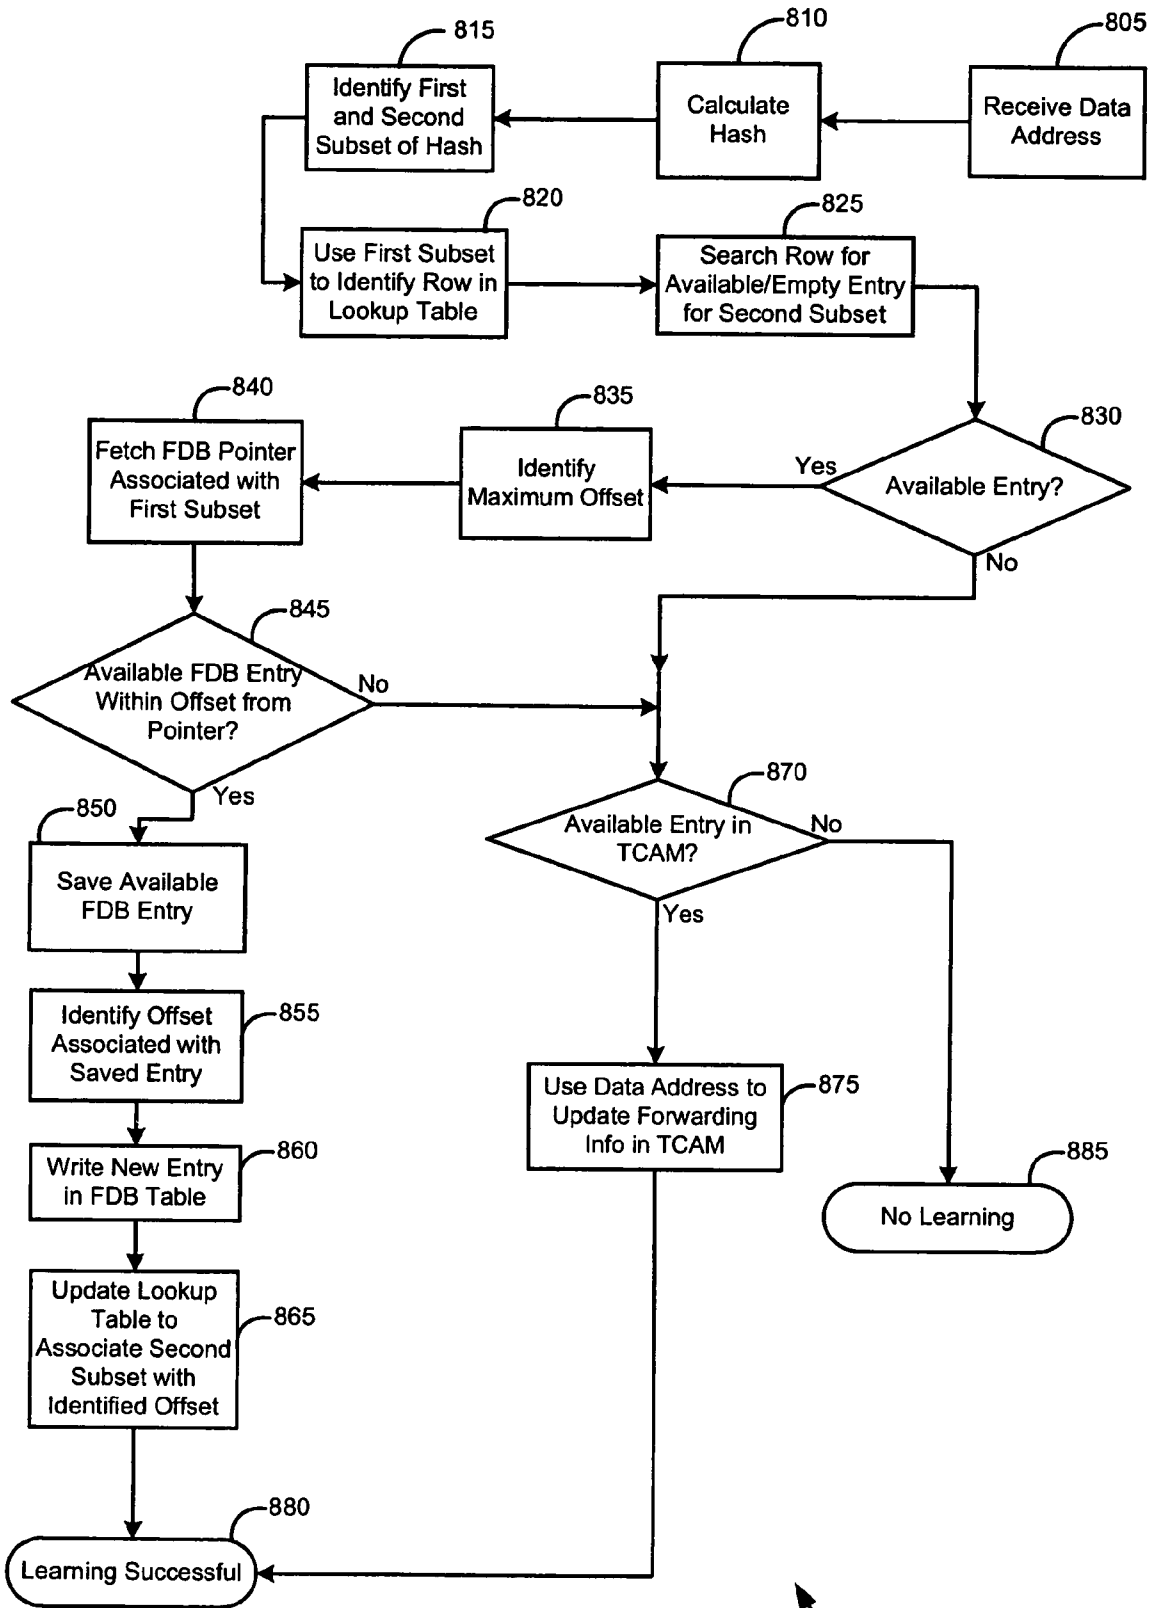 805
Receive Data
Address
810
Calculate
Hash
815
Identify First
and Second
Subset of Hash
820
Use First Subset
to Identify Row in
Lookup Table
825
Search Row for
Available/Empty Entry
for Second Subset
830
Available Entry?
Yes
No
835
Identify
Maximum Offset
840
Fetch FDB Pointer
Associated with
First Subset
845
Available FDB Entry
Within Offset from
Pointer?
No
Yes
850
Save Available
FDB Entry
855
Identify Offset
Associated with
Saved Entry
860
Write New Entry
in FDB Table
865
Update Lookup
Table to
Associate Second
Subset with
Identified Offset
870
Available Entry in
TCAM?
No
Yes
875
Use Data Address to
Update Forwarding
Info in TCAM
885
No Learning
880
Learning Successful